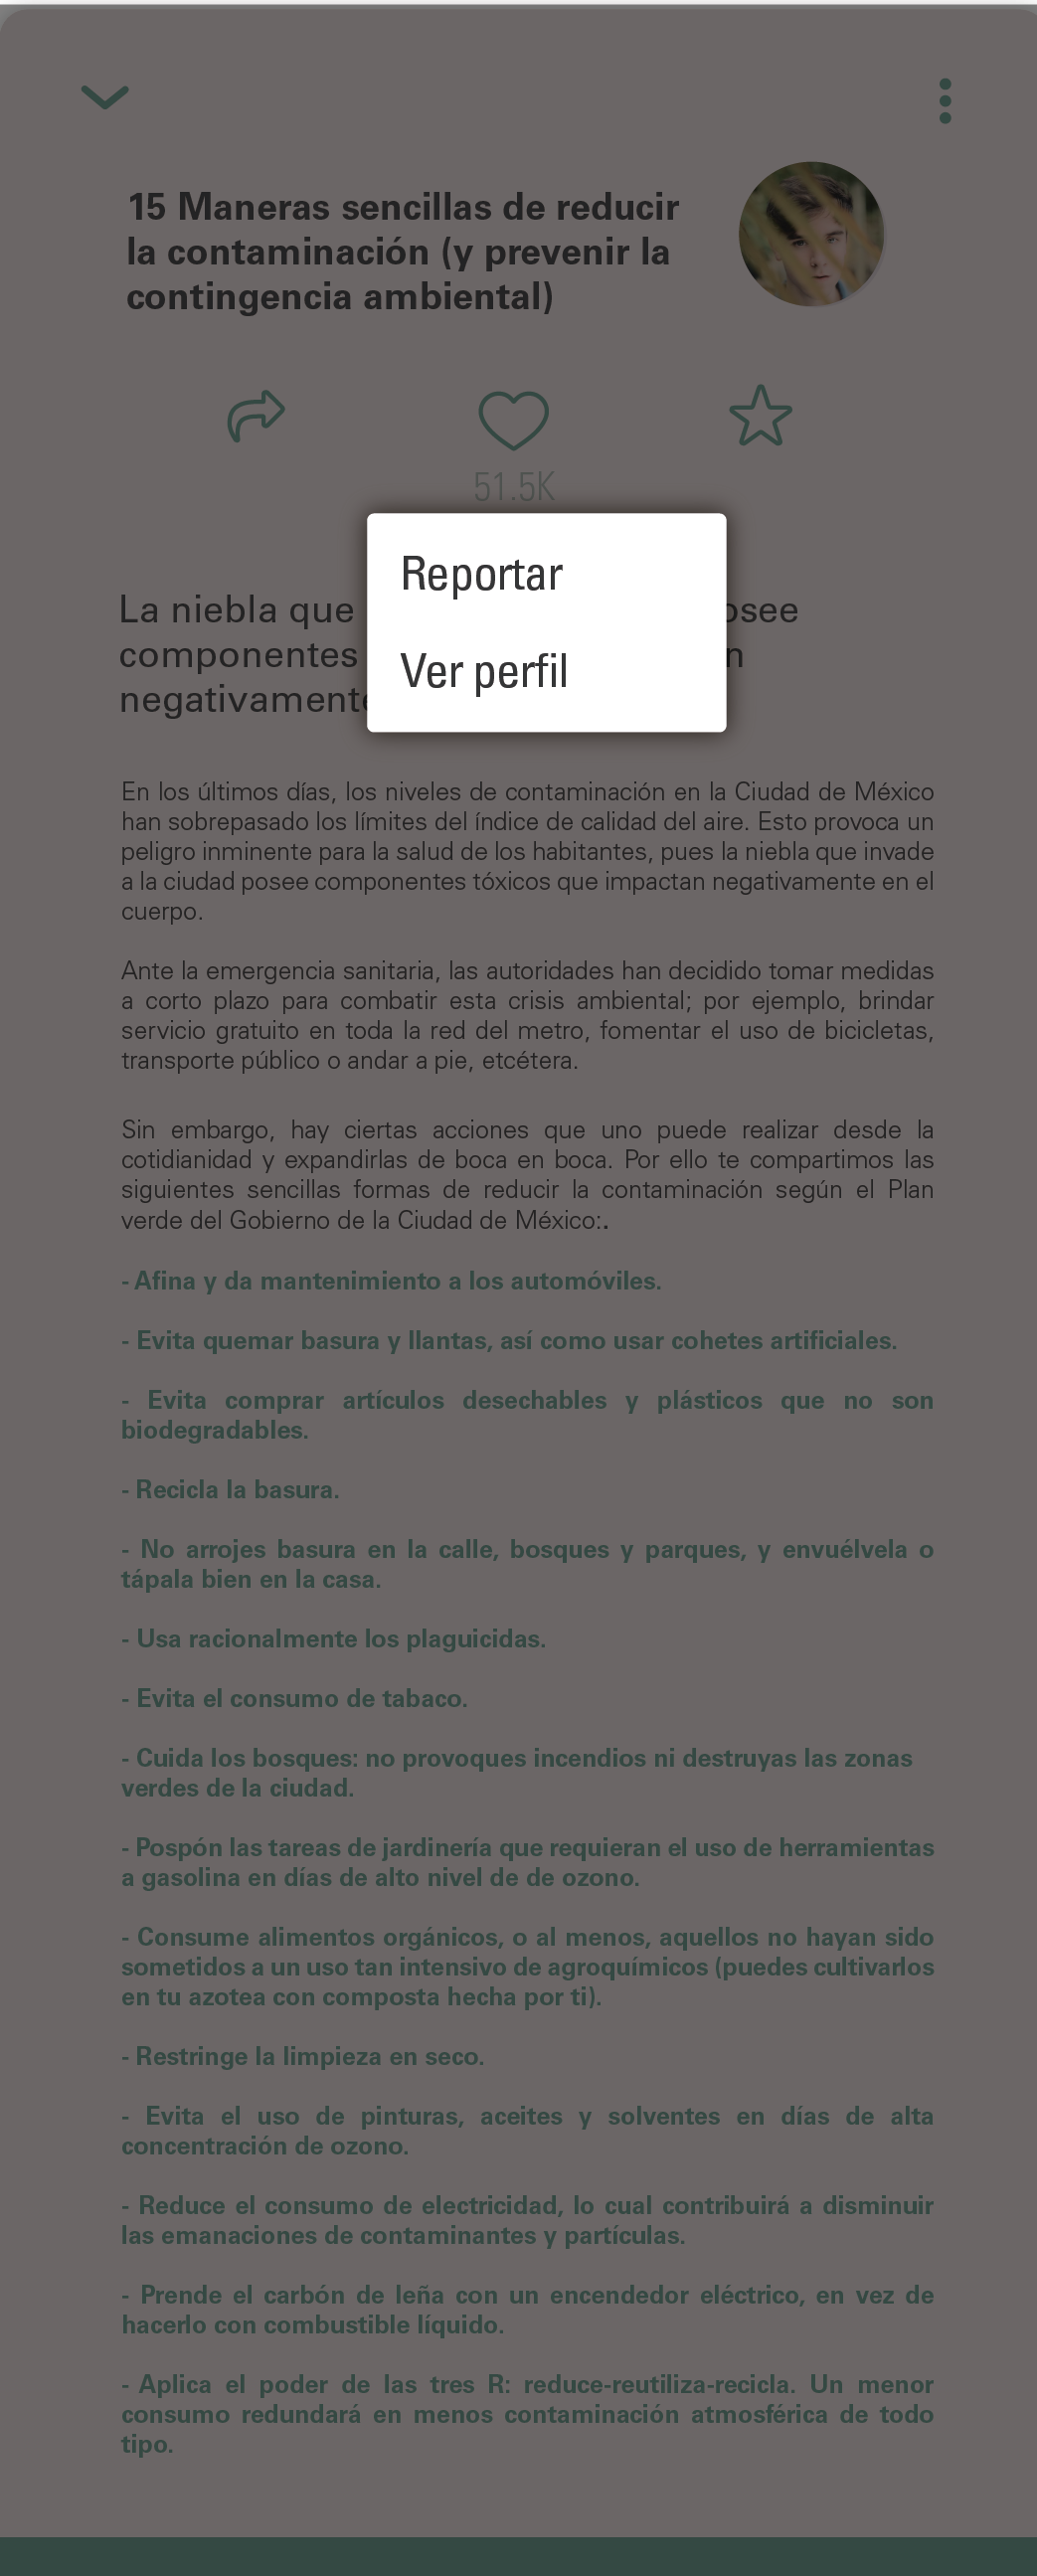 15 Maneras sencillas de reducir
la contaminación (y prevenir la
contingencia ambiental)
51.5K
Reportar
Ver perfil
La niebla que
componentes
En los últimos días, los niveles de contaminación en la Ciudad de México
han sobrepasado los límites del índice de calidad del aire. Esto provoca un
peligro inminente para la salud de los habitantes, pues la niebla que invade
a la ciudad posee componentes tóxicos que impactan negativamente en el
cuerpo.
Ante la emergencia sanitaria, las autoridades han decidido tomar medidas
a corto plazo para combatir esta crisis ambiental; por ejemplo, brindar
servicio gratuito en toda la red del metro, fomentar el uso de bicicletas,
transporte público o andar a pie, etcétera.
Sin embargo, hay ciertas acciones que uno puede realizar desde la
cotidianidad y expandirlas de boca en boca. Por ello te compartimos las
siguientes sencillas formas de reducir la contaminación según el Plan
verde del Gobierno de la Ciudad de México:.
- Afina y da mantenimiento a los automóviles.
- Evita quemar basura y llantas, así como usar cohetes artificiales.
- Evita comprar artículos desechables y plásticos que no son
biodegradables.
- Recicla la basura.
- No arrojes basura en la calle, bosques y parques, y envuélvela o
tápala bien en la casa.
- Usa racionalmente los plaguicidas.
- Evita el consumo de tabaco.
- Cuida los bosques: no provoques incendios ni destruyas las zonas
verdes de la ciudad.
- Pospón las tareas de jardinería que requieran el uso de herramientas
a gasolina en días de alto nivel de de ozono.
- Consume alimentos orgánicos, o al menos, aquellos no hayan sido
sometidos a un uso tan intensivo de agroquímicos (puedes cultivarlos
en tu azotea con composta hecha por ti).
- Restringe la limpieza en seco.
- Evita el uso de pinturas, aceites y solventes en días de alta
concentración de ozono.
- Reduce el consumo de electricidad, lo cual contribuirá a disminuir
las emanaciones de contaminantes y partículas.
- Prende el carbón de leña con un encendedor eléctrico, en vez de
hacerlo con combustible líquido.
- Aplica el poder de las tres R: reduce-reutiliza-recicla. Un menor
consumo redundará en menos contaminación atmosférica de todo
tipo.